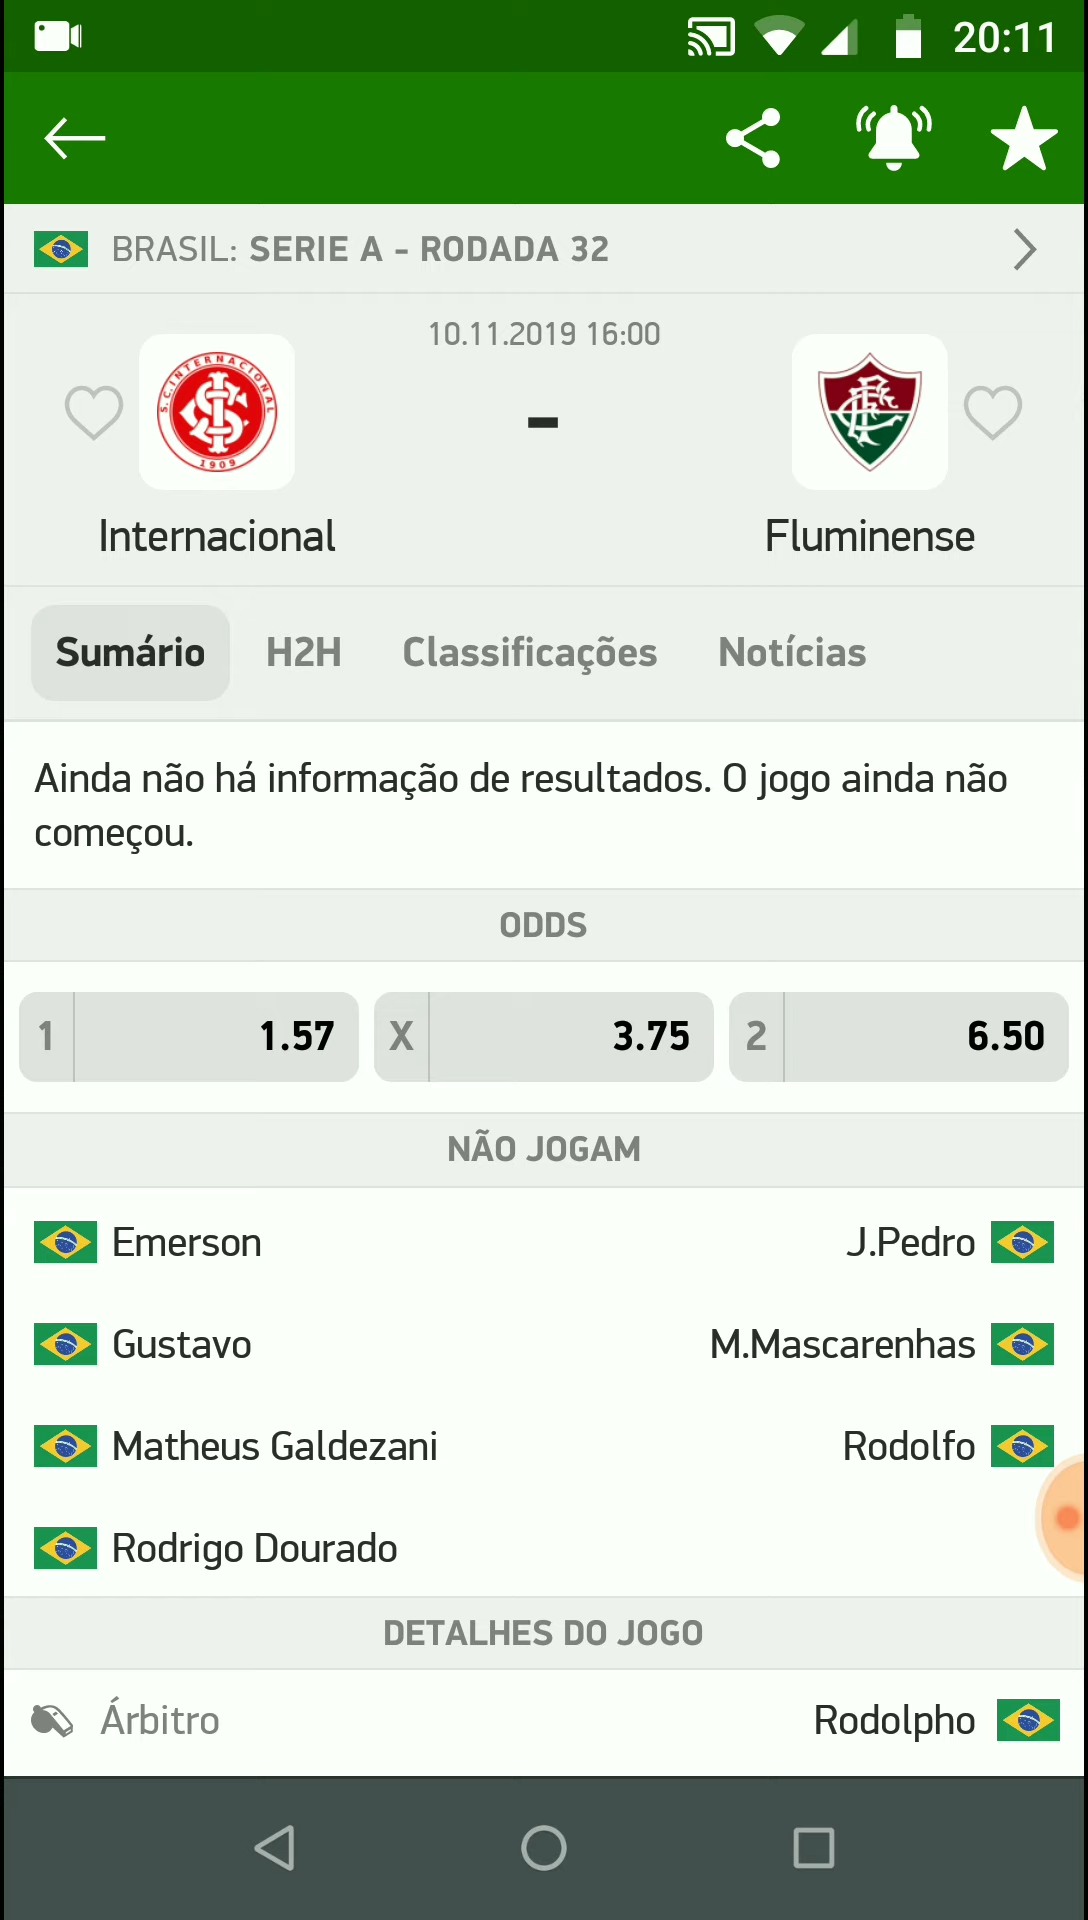 20:11
BRASIL: SERIE A - RODADA 32
10.11.2019 16:00
S.C. INTERNACIONAL
1909
-
Internacional
Fluminense
Sumário H2H Classificações Notícias
Ainda não há informação de resultados. O jogo ainda não
começou.
ODDS
1 1.57 X 3.75 2 6.50
NÃO JOGAM
Emerson J.Pedro
Gustavo M.Mascarenhas
Matheus Galdezani Rodolfo
Rodrigo Dourado
DETALHES DO JOGO
Árbitro Rodolpho